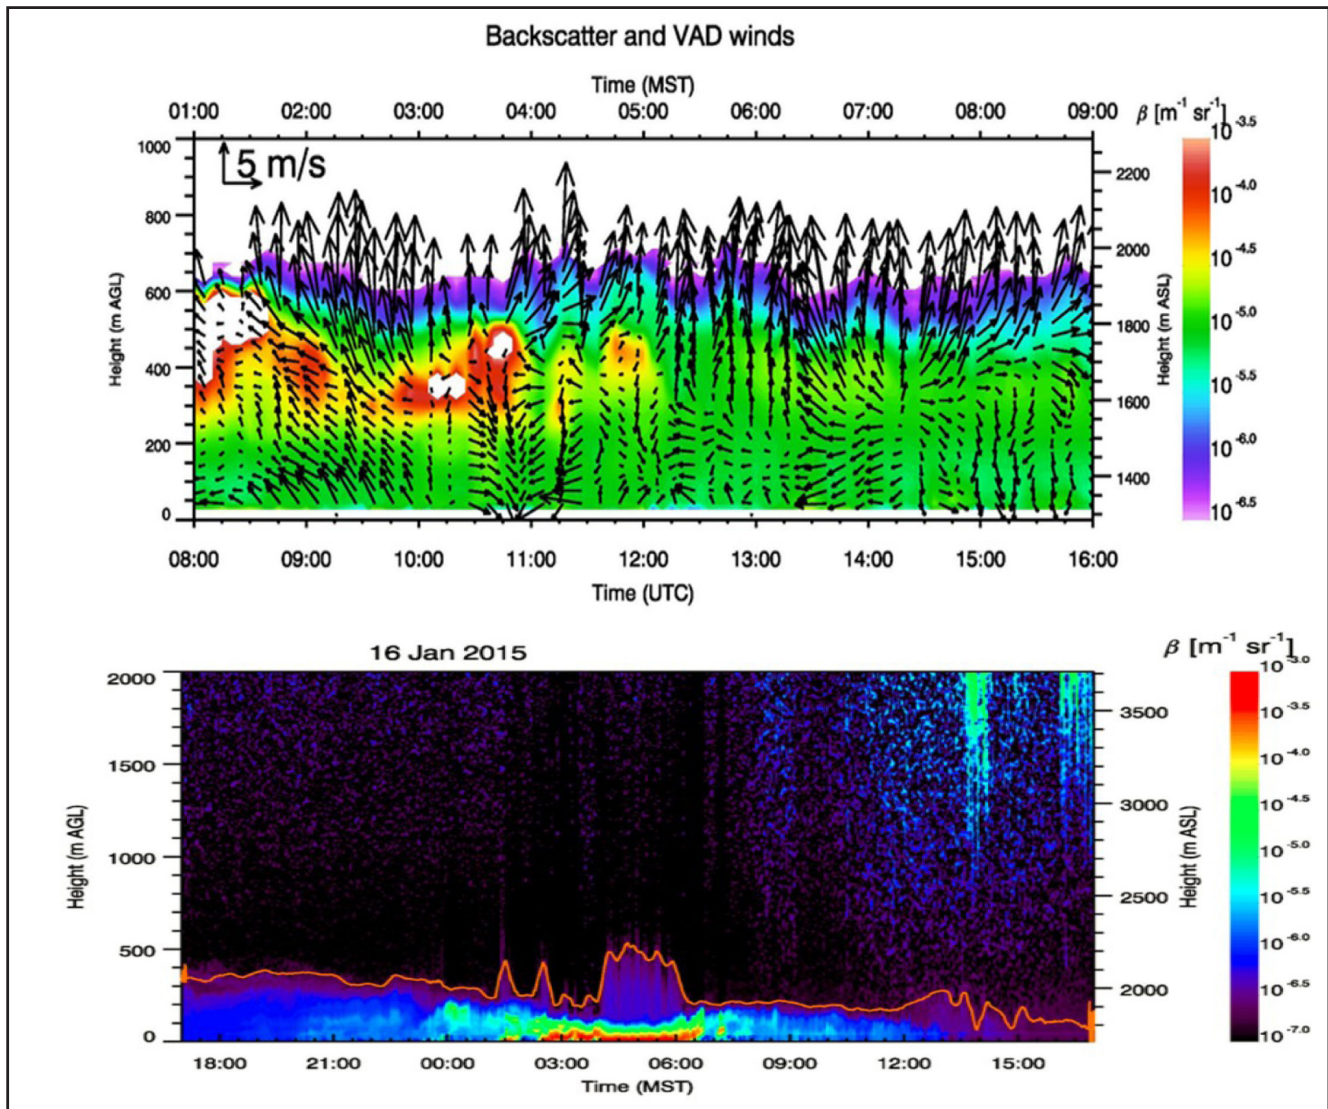 Backscatter and VAD winds
Time (MST)
01:00 02:00 03:00 04:00 05:00 06:00 07:00 08:00 09:00
β [m⁻¹ sr⁻¹]
5 m/s
1000
800
600
400
200
0
Height (m AGL)
2200
2000
1800
1600
1400
Height (m ASL)
10 -3.5
10 -4.0
10 -4.5
10 -5.0
10 -5.5
10 -6.0
10 -6.5
08:00 09:00 10:00 11:00 12:00 13:00 14:00 15:00 16:00
Time (UTC)
16 Jan 2015
β [m⁻¹ sr⁻¹]
2000
1500
1000
500
0
Height (m AGL)
3500
3000
2500
2000
Height (m ASL)
10 -3.0
10 -3.5
10 -4.0
10 -4.5
10 -5.0
10 -5.5
10 -6.0
10 -6.5
10 -7.0
18:00 21:00 00:00 03:00 06:00 09:00 12:00 15:00
Time (MST)